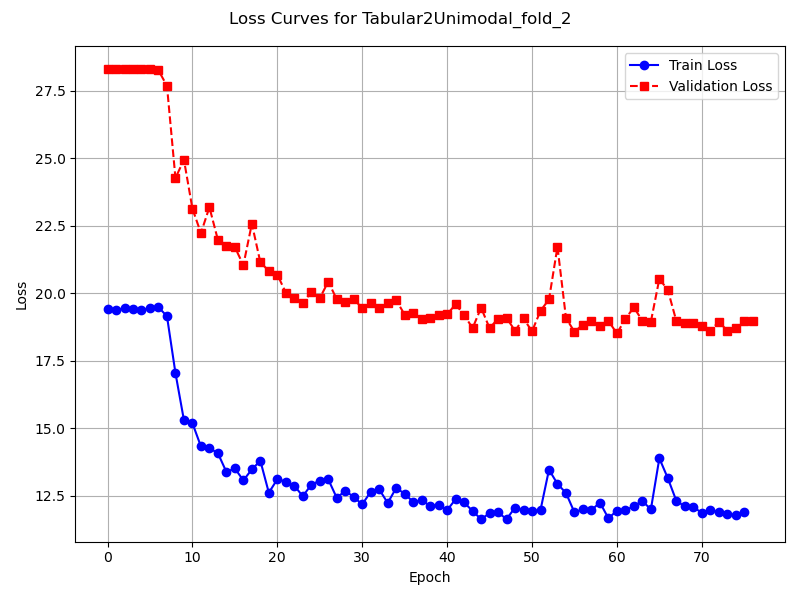 Loss Curves for Tabular2Unimodal_fold_2
Train Loss
Validation Loss
27.5
25.0
22.5
20.0
17.5
15.0
12.5
Loss
0 10 20 30 40 50 60 70
Epoch